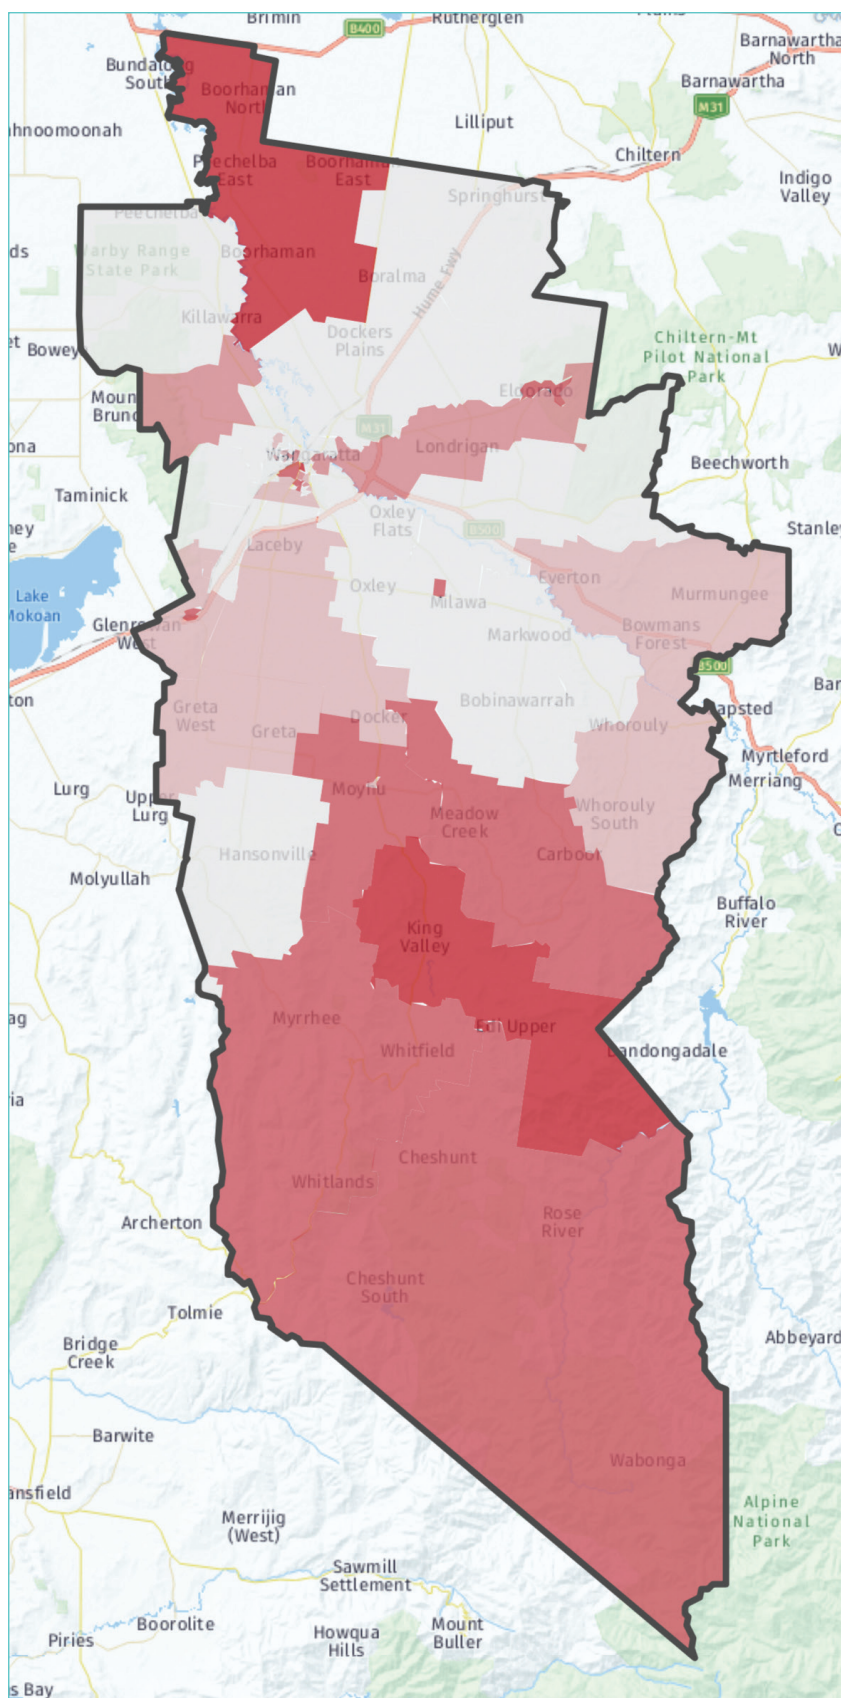 Brimin
Rutherglen
B400
Barnawartha
North
Bundalong
South
Boorhaman
North
Barnawartha
M31
Lilliput
Chiltern
Peechelba
East
Boorhaman
East
Indigo
Valley
Springhurst
Peechelba
Warby Range
State Park
Boorhaman
Boralma
Hume Fwy
Killawarra
Dockers
Plains
Chiltern-Mt
Pilot National
Park
Bowey
Eldorado
Mount
Bruno
M31
Londrigan
Wangaratta
Beechworth
Taminick
Oxley
Flats
B500
Stanley
Laceby
Everton
Oxley
Milawa
Murmungee
Lake
Mokoan
Glenrowan
West
Markwood
Bowmans
Forest
B500
Greta
West
Docker
Bobinawarrah
Gapsted
Greta
Whorouly
Myrtleford
Merriang
Lurg
Upper
Lurg
Moyhu
Meadow
Creek
Whorouly
South
Hansonville
Carboor
Molyullah
Buffalo
River
King
Valley
Myrrhee
Edi Upper
Whitfield
Dandongadale
Cheshunt
Whitlands
Archerton
Rose
River
Cheshunt
South
Tolmie
Bridge
Creek
Abbeyard
Barwite
Wabonga
ansfield
Merrijig
(West)
Alpine
National
Park
Sawmill
Settlement
Boorolite
Mount
Buller
Howqua
Hills
Piries
s Bay